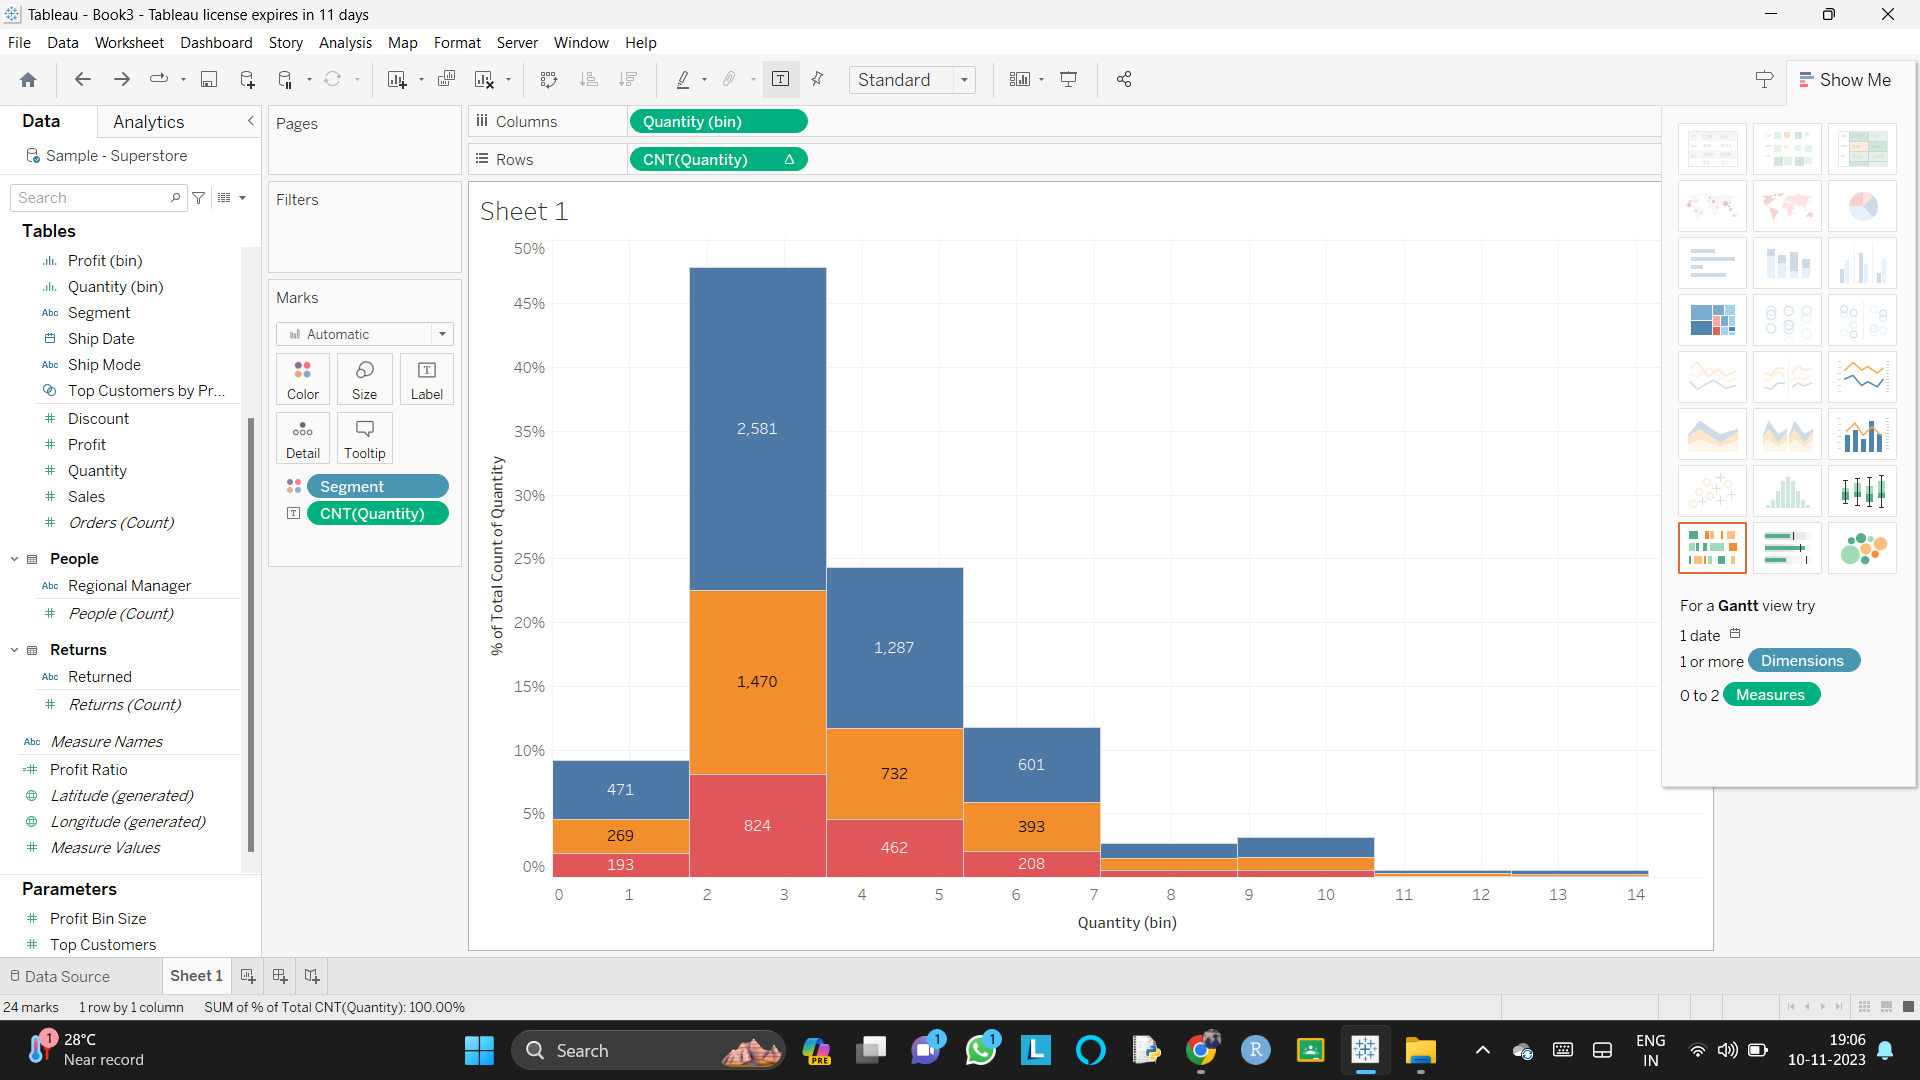 Tableau - Book3 - Tableau license expires in 11 days
File Data Worksheet Dashboard Story Analysis Map Format Server Window Help
Standard
Show Me
Data
Analytics
Sample - Superstore
Search
Tables
Profit (bin)
Quantity (bin)
Abc Segment
Ship Date
Abc Ship Mode
Top Customers by Pr...
Discount
Profit
Quantity
Sales
Orders (Count)
People
Abc Regional Manager
People (Count)
Returns
Abc Returned
Returns (Count)
Abc Measure Names
Profit Ratio
Latitude (generated)
Longitude (generated)
Measure Values
Parameters
Profit Bin Size
Top Customers
Pages
Filters
Marks
Automatic
Color Size Label
Detail Tooltip
Segment
CNT(Quantity)
Columns Quantity (bin)
Rows CNT(Quantity) Δ
Sheet 1
% of Total Count of Quantity
50%
45%
40%
35%
30%
25%
20%
15%
10%
5%
0%
471
269
193
2,581
1,470
824
1,287
732
462
601
393
208
0 1 2 3 4 5 6 7 8 9 10 11 12 13 14
Quantity (bin)
For a Gantt view try
1 date
1 or more Dimensions
0 to 2 Measures
Data Source
Sheet 1
24 marks 1 row by 1 column SUM of % of Total CNT(Quantity): 100.00%
1
28°C
Near record
Search
PRE
1
1
L
R
ENG
IN
19:06
10-11-2023